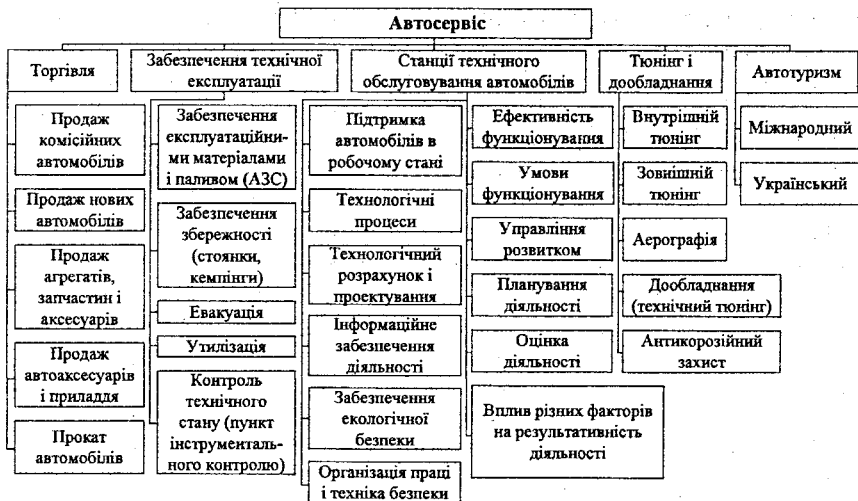 Автосервіс
Торгівля
Забезпечення технічної
експлуатації
Станції технічного
обслуговування автомобілів
Тюнінг і
дообладнання
Автотуризм
Продаж
комісійних
автомобілів
Продаж нових
автомобілів
Продаж
агрегатів,
запчастин і
аксесуарів
Продаж
автоаксесуарів
і приладдя
Прокат
автомобілів
Забезпечення
експлуатаційни-
ми матеріалами
і паливом (АЗС)
Забезпечення
збережності
(стоянки,
кемпінги)
Евакуація
Утилізація
Контроль
технічного
стану (пункт
інструменталь-
ного контролю)
Підтримка
автомобілів в
робочому стані
Технологічні
процеси
Технологічний
розрахунок і
проектування
Інформаційне
забезпечення
діяльності
Забезпечення
екологічної
безпеки
Організація праці
і техніка безпеки
Ефективність
функціонування
Умови
функціонування
Управління
розвитком
Планування
діяльності
Оцінка
діяльності
Вплив різних факторів
на результативність
діяльності
Внутрішній
тюнінг
Зовнішній
тюнінг
Аерографія
Дообладнання
(технічний тюнінг)
Антикорозійний
захист
Міжнародний
Український